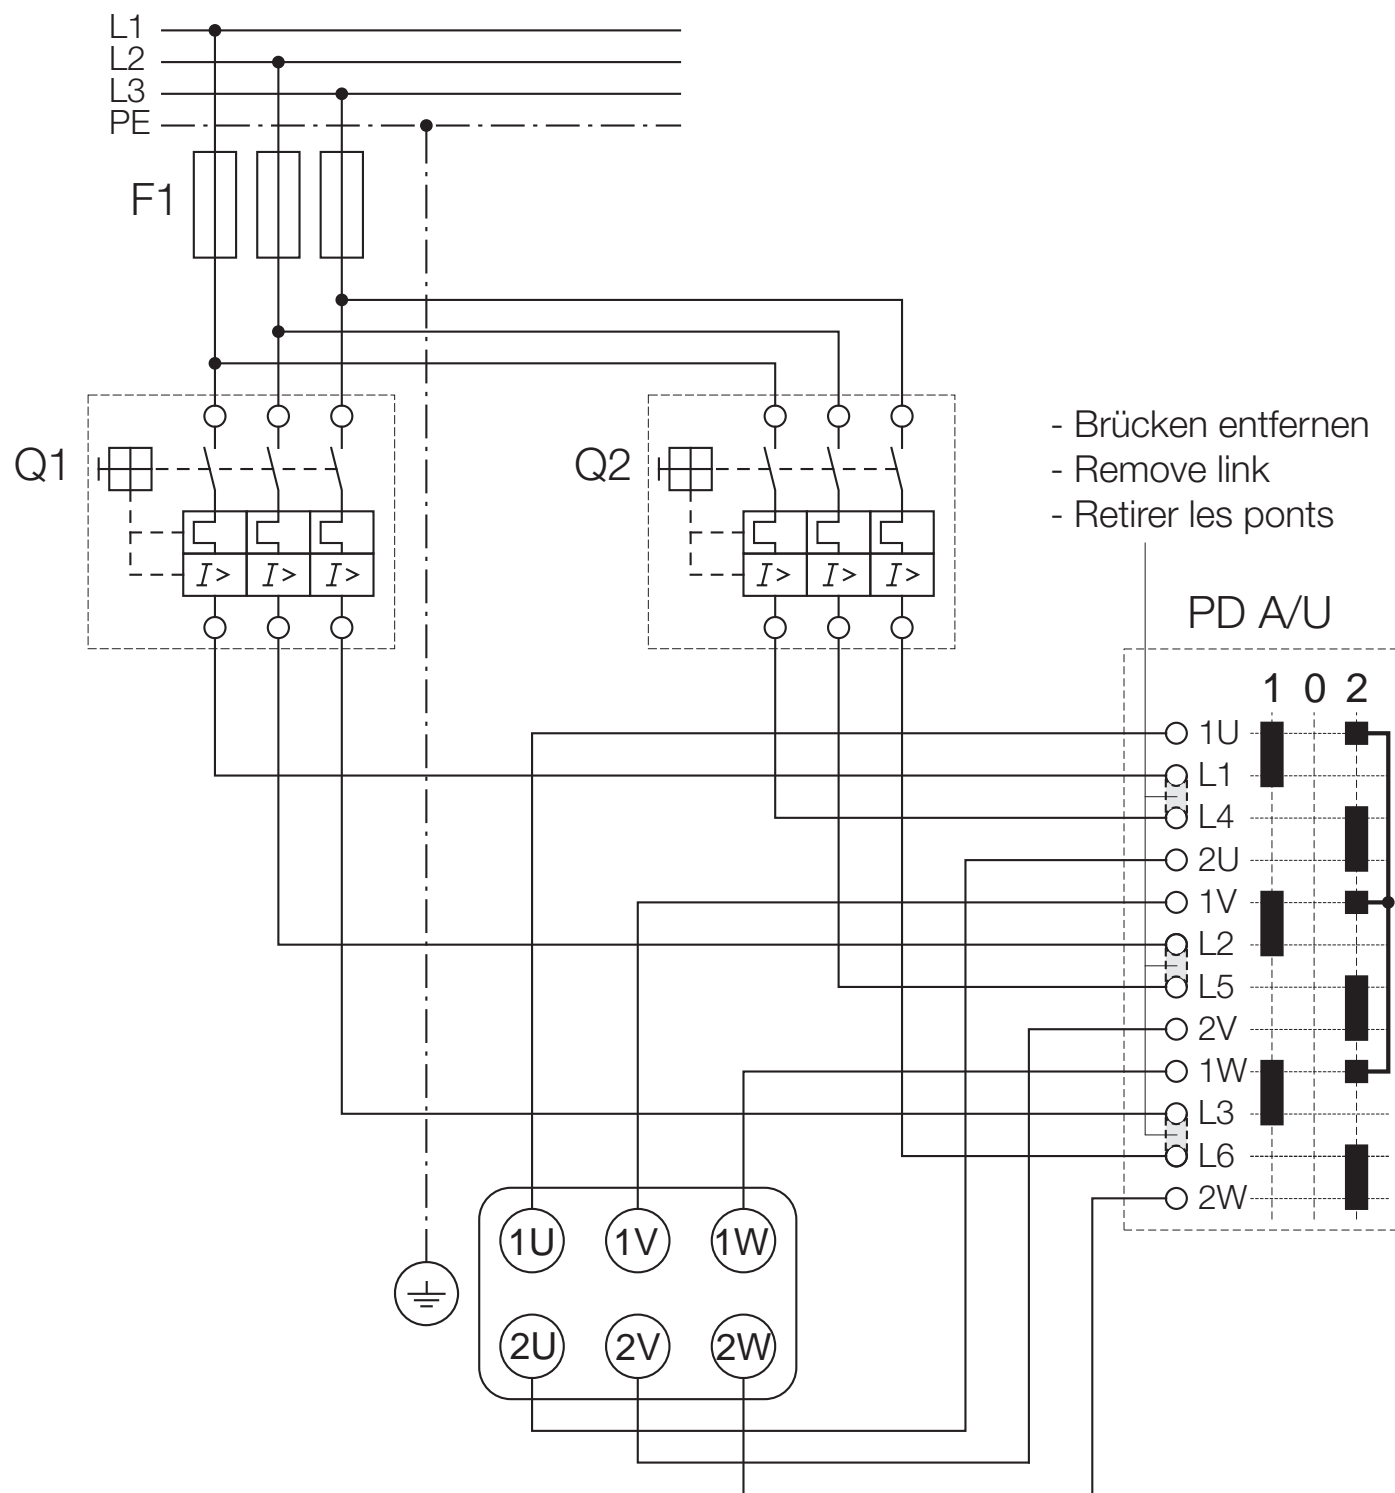 L1
L2
L3
PE
F1
Q1
I> I> I>
Q2
I> I> I>
- Brücken entfernen
- Remove link
- Retirer les ponts
PD A/U
1 0 2
1U
L1
L4
2U
1V
L2
L5
2V
1W
L3
L6
2W
1U 1V 1W
2U 2V 2W